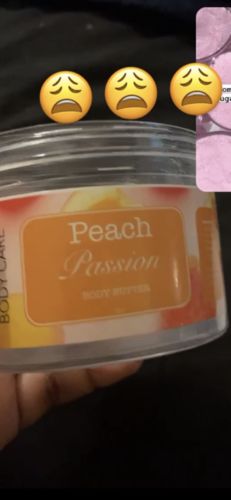 Peach
Passion
BODY BUTTER
BODY CARE